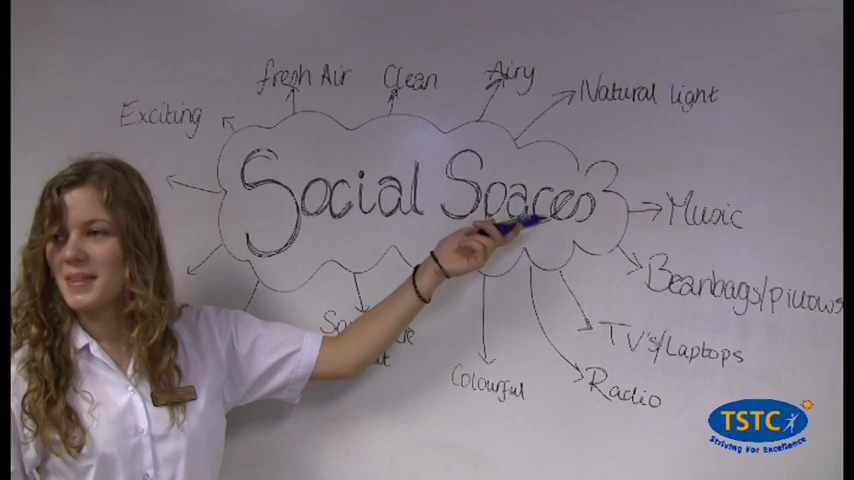 fresh Air
Clean
Airy
Natural light
Exciting
Social Spaces
Music
Beanbags/pillows
TV's/Laptops
Colourful
Radio
TSTC
Striving For Excellence